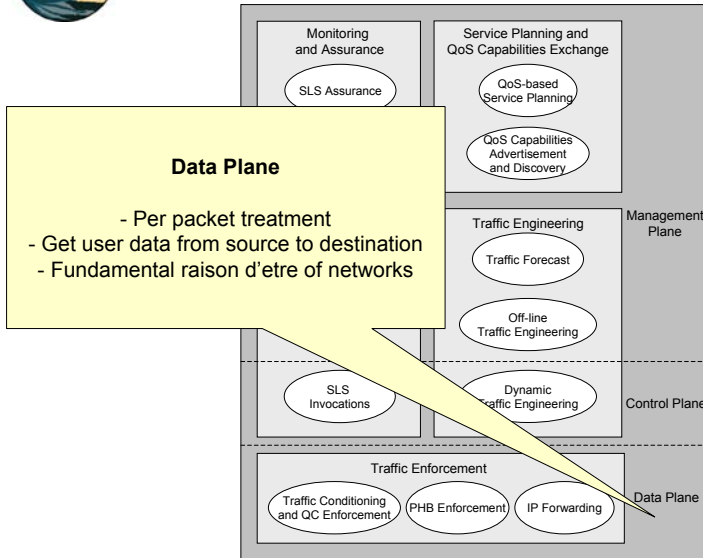 Monitoring
and Assurance
SLS Assurance
Service Planning and
QoS Capabilities Exchange
QoS-based
Service Planning
QoS Capabilities
Advertisement
and Discovery
Data Plane
- Per packet treatment
- Get user data from source to destination
- Fundamental raison d'etre of networks
Management
Plane
Traffic Engineering
Traffic Forecast
Off-line
Traffic Engineering
SLS
Invocations
Dynamic
Traffic Engineering
Control Plane
Traffic Enforcement
Traffic Conditioning
and QC Enforcement
PHB Enforcement
IP Forwarding
Data Plane